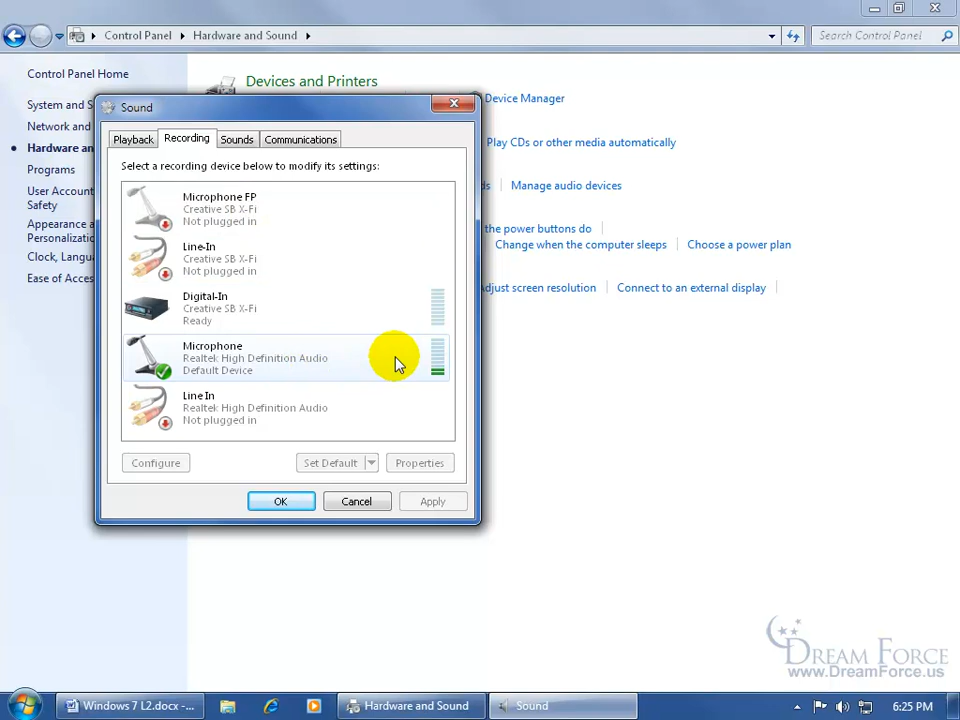 Control Panel
Hardware and Sound
Search Control Panel
Control Panel Home
System and S
Network and
Hardware an
Programs
User Account
Safety
Appearance a
Personalizatio
Clock, Langua
Ease of Acces
Devices and Printers
Device Manager
Play CDs or other media automatically
ds
Manage audio devices
the power buttons do
Change when the computer sleeps
Choose a power plan
djust screen resolution
Connect to an external display
Sound
Playback
Recording
Sounds
Communications
Select a recording device below to modify its settings:
Microphone FP
Creative SB X-Fi
Not plugged in
Line-In
Creative SB X-Fi
Not plugged in
Digital-In
Creative SB X-Fi
Ready
Microphone
Realtek High Definition Audio
Default Device
Line In
Realtek High Definition Audio
Not plugged in
Configure
Set Default
Properties
OK
Cancel
Apply
DREAM FORCE
www.DreamForce.us
Windows 7 L2.docx -...
Hardware and Sound
Sound
6:25 PM